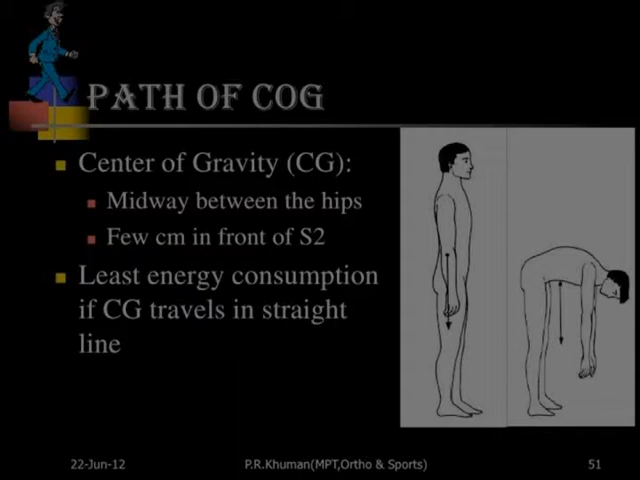 PATH OF COG
Center of Gravity (CG):
Midway between the hips
Few cm in front of S2
Least energy consumption
if CG travels in straight
line
22-Jun-12
P.R.Khuman(MPT,Ortho & Sports)
51